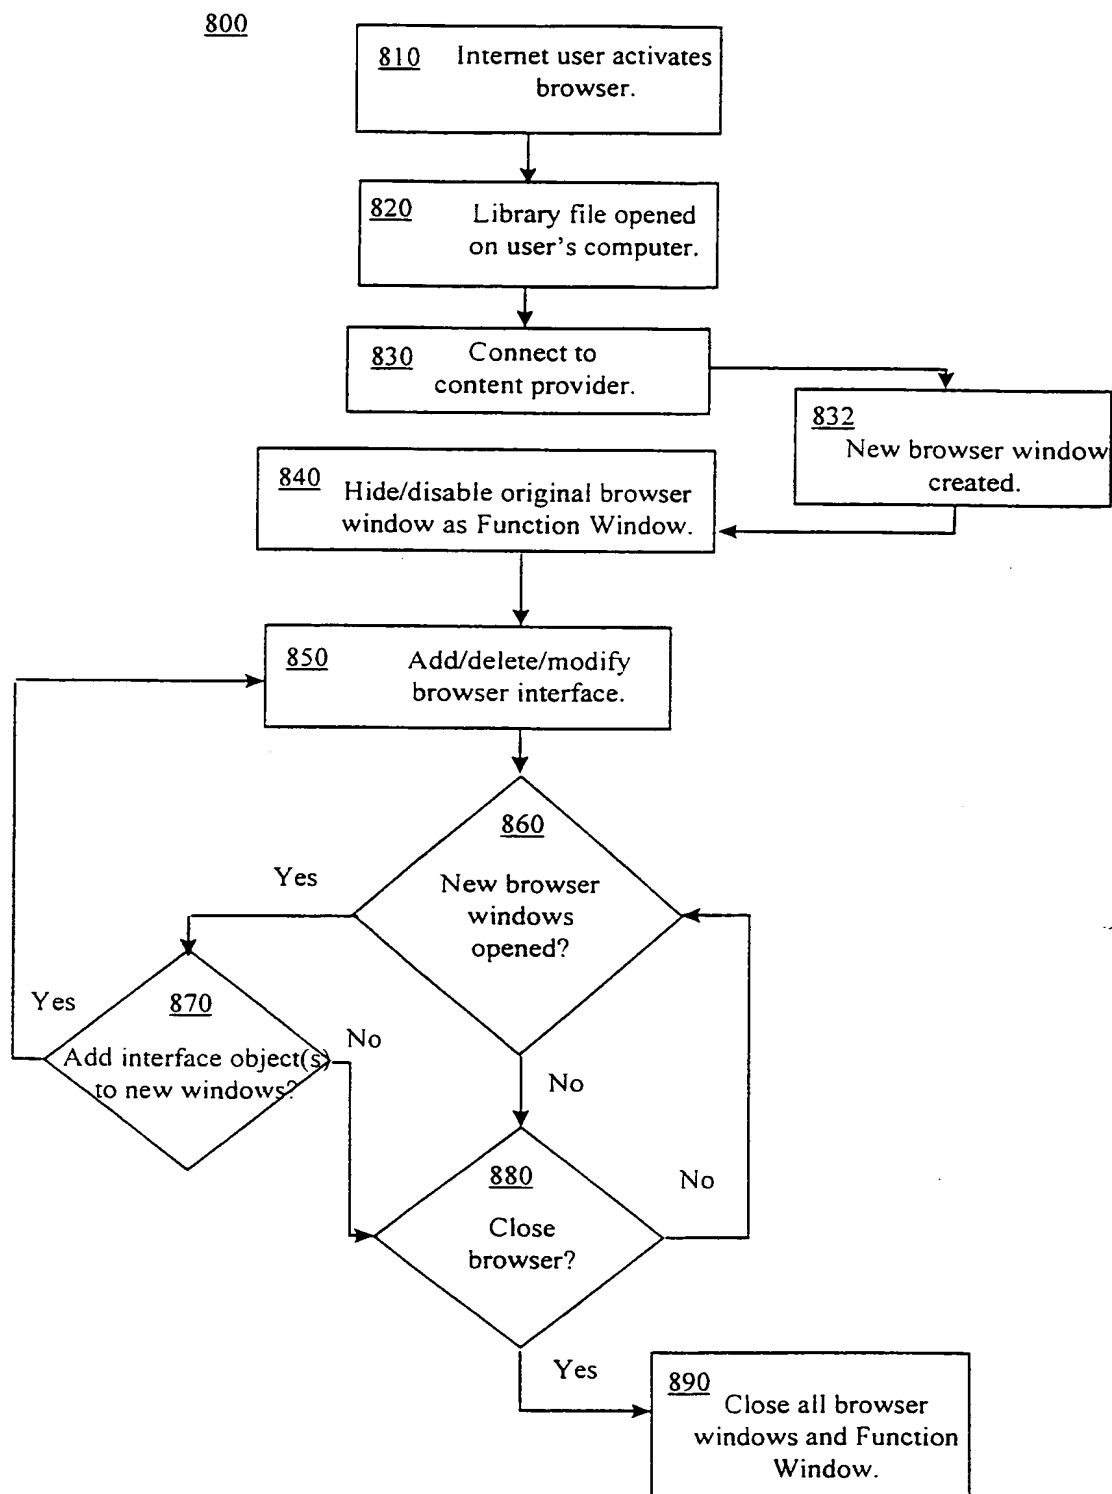 800
810 Internet user activates
browser.
820 Library file opened
on user's computer.
830 Connect to
content provider.
832
New browser window
created.
840 Hide/disable original browser
window as Function Window.
850 Add/delete/modify
browser interface.
860
New browser
windows
opened?
Yes
No
870
Add interface object(s)
to new windows?
Yes
No
880
Close
browser?
No
Yes
890
Close all browser
windows and Function
Window.